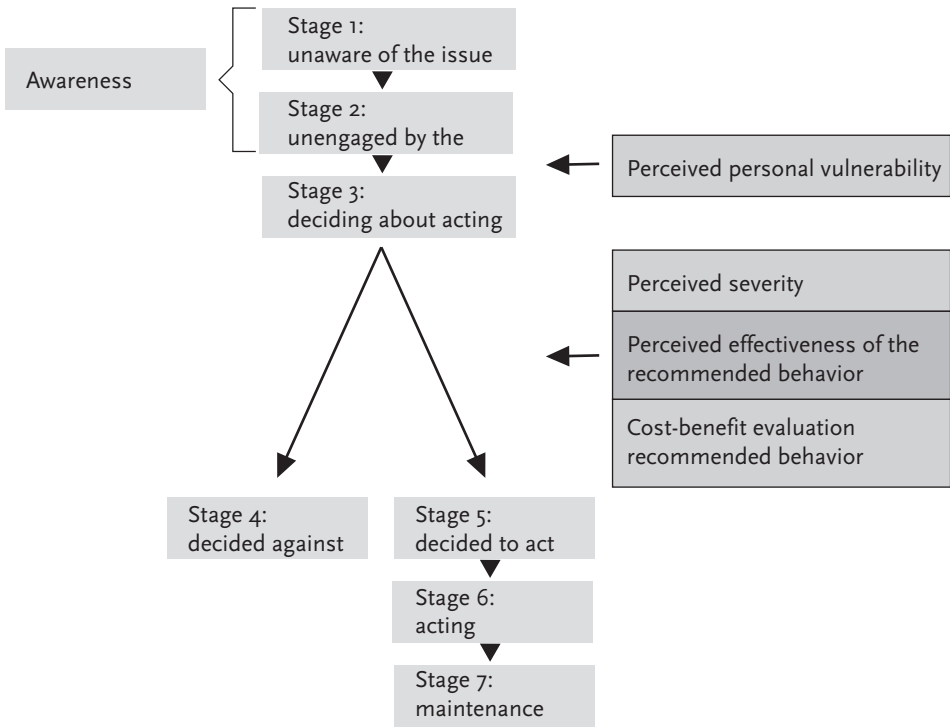 Awareness
Stage 1:
unaware of the issue
Stage 2:
unengaged by the
Stage 3:
deciding about acting
Perceived personal vulnerability
Perceived severity
Perceived effectiveness of the
recommended behavior
Cost-benefit evaluation
recommended behavior
Stage 4:
decided against
Stage 5:
decided to act
Stage 6:
acting
Stage 7:
maintenance